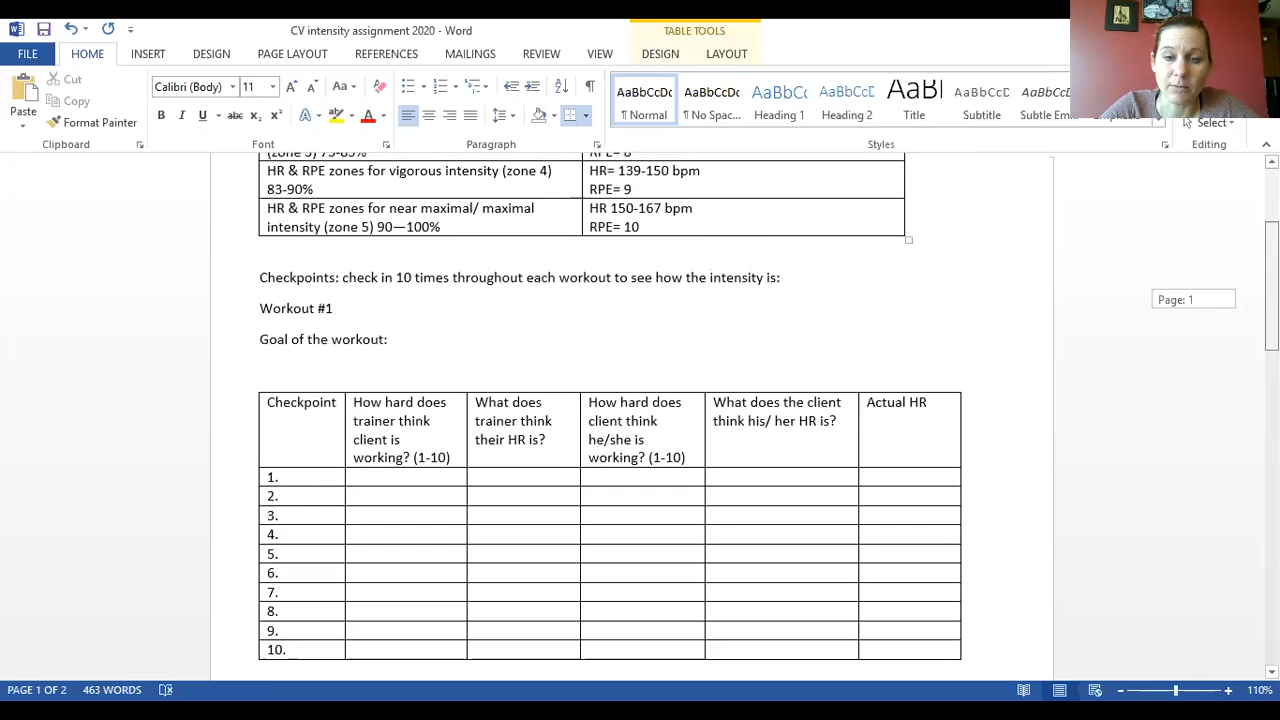 CV intensity assignment 2020 - Word
TABLE TOOLS
FILE HOME INSERT DESIGN PAGE LAYOUT REFERENCES MAILINGS REVIEW VIEW DESIGN LAYOUT
Cut
Copy
Format Painter
Paste
Clipboard
Calibri (Body) 11
Font
Paragraph
AaBbCcDc AaBbCcDc AaBbCc AaBbCcC AaBl AaBbCcD AaBbCcDc
¶ Normal ¶ No Spac... Heading 1 Heading 2 Title Subtitle Subtle Em...
Styles
Select
Editing
(zone 3) 75-83% RPE= 8
HR & RPE zones for vigorous intensity (zone 4) HR= 139-150 bpm
83-90% RPE= 9
HR & RPE zones for near maximal/ maximal HR 150-167 bpm
intensity (zone 5) 90—100% RPE= 10
Checkpoints: check in 10 times throughout each workout to see how the intensity is:
Workout #1
Page: 1
Goal of the workout:
Checkpoint How hard does What does How hard does What does the client Actual HR
trainer think trainer think client think think his/ her HR is?
client is their HR is? he/she is
working? (1-10) working? (1-10)
1.
2.
3.
4.
5.
6.
7.
8.
9.
10.
PAGE 1 OF 2 463 WORDS 110%